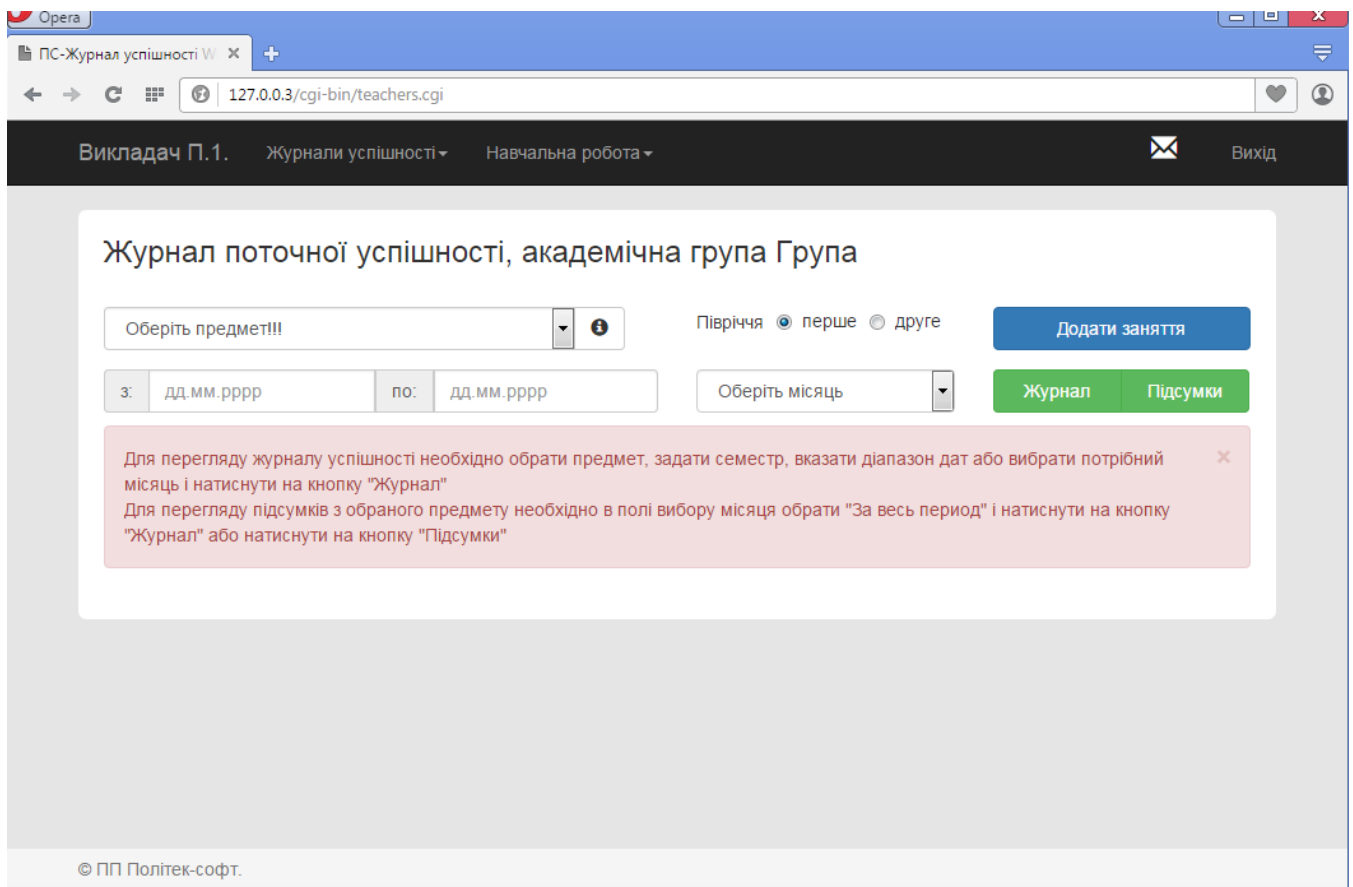 Opera
ПС-Журнал успішності W
127.0.0.3/cgi-bin/teachers.cgi
Викладач П.1. Журнали успішності Навчальна робота Вихід
Журнал поточної успішності, академічна група Група
Оберіть предмет!!! Півріччя перше друге Додати заняття
з: дд.мм.рррр по: дд.мм.рррр Оберіть місяць Журнал Підсумки
Для перегляду журналу успішності необхідно обрати предмет, задати семестр, вказати діапазон дат або вибрати потрібний
місяць і натиснути на кнопку "Журнал"
Для перегляду підсумків з обраного предмету необхідно в полі вибору місяця обрати "За весь період" і натиснути на кнопку
"Журнал" або натиснути на кнопку "Підсумки"
© ПП Політек-софт.